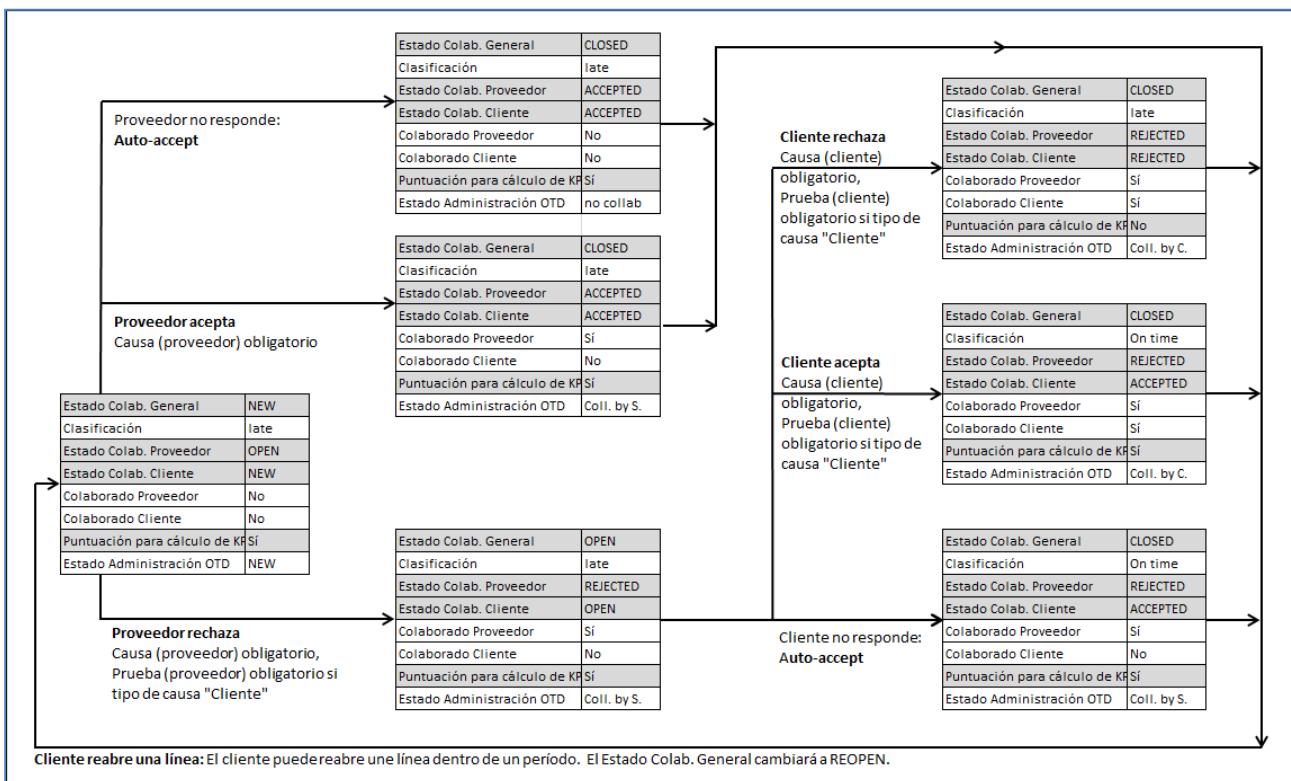 Estado Colab. General CLOSED
Clasificación late
Estado Colab. Proveedor ACCEPTED
Estado Colab. Cliente ACCEPTED
Colaborado Proveedor No
Colaborado Cliente No
Puntuación para cálculo de KP Sí
Estado Administración OTD no collab
Proveedor no responde:
Auto-accept
Estado Colab. General CLOSED
Clasificación late
Estado Colab. Proveedor ACCEPTED
Estado Colab. Cliente ACCEPTED
Colaborado Proveedor Sí
Colaborado Cliente No
Puntuación para cálculo de KP Sí
Estado Administración OTD Coll. by S.
Proveedor acepta
Causa (proveedor) obligatorio
Estado Colab. General NEW
Clasificación late
Estado Colab. Proveedor OPEN
Estado Colab. Cliente NEW
Colaborado Proveedor No
Colaborado Cliente No
Puntuación para cálculo de KP Sí
Estado Administración OTD NEW
Estado Colab. General OPEN
Clasificación late
Estado Colab. Proveedor REJECTED
Estado Colab. Cliente OPEN
Colaborado Proveedor Sí
Colaborado Cliente No
Puntuación para cálculo de KP Sí
Estado Administración OTD Coll. by S.
Proveedor rechaza
Causa (proveedor) obligatorio,
Prueba (proveedor) obligatorio si
tipo de causa "Cliente"
Cliente rechaza
Causa (cliente)
obligatorio,
Prueba (cliente)
obligatorio si tipo de
causa "Cliente"
Estado Colab. General CLOSED
Clasificación late
Estado Colab. Proveedor REJECTED
Estado Colab. Cliente REJECTED
Colaborado Proveedor Sí
Colaborado Cliente Sí
Puntuación para cálculo de KP No
Estado Administración OTD Coll. by C.
Cliente acepta
Causa (cliente)
obligatorio,
Prueba (cliente)
obligatorio si tipo de
causa "Cliente"
Estado Colab. General CLOSED
Clasificación On time
Estado Colab. Proveedor REJECTED
Estado Colab. Cliente ACCEPTED
Colaborado Proveedor Sí
Colaborado Cliente Sí
Puntuación para cálculo de KP Sí
Estado Administración OTD Coll. by C.
Cliente no responde:
Auto-accept
Estado Colab. General CLOSED
Clasificación On time
Estado Colab. Proveedor REJECTED
Estado Colab. Cliente ACCEPTED
Colaborado Proveedor Sí
Colaborado Cliente No
Puntuación para cálculo de KP Sí
Estado Administración OTD Coll. by S.
Cliente reabre una línea: El cliente puede reabre une línea dentro de un período. El Estado Colab. General cambiará a REOPEN.